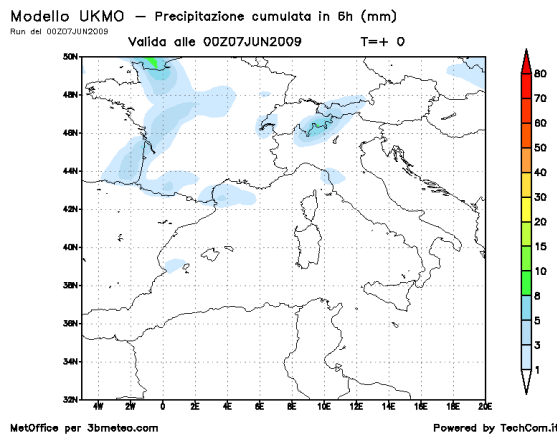 Modello UKMO – Precipitazione cumulata in 6h (mm)
Run del 00Z07JUN2009
Valida alle 00Z07JUN2009 T=+ 0
50N
48N
46N
44N
42N
40N
38N
36N
34N
32N
4W 2W 0 2E 4E 6E 8E 10E 12E 14E 16E 18E 20E
80
70
60
50
40
30
20
15
10
8
5
3
1
MetOffice per 3bmeteo.com Powered by TechCom.it